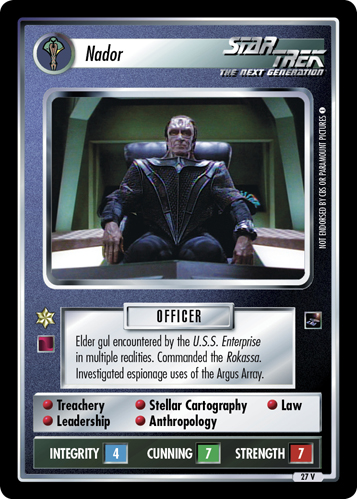 Nador
STAR TREK
THE NEXT GENERATION
NOT ENDORSED BY CBS OR PARAMOUNT PICTURES
OFFICER
Elder gul encountered by the U.S.S. Enterprise
in multiple realities. Commanded the Rokassa.
Investigated espionage uses of the Argus Array.
Treachery Stellar Cartography Law
Leadership Anthropology
INTEGRITY 4 CUNNING 7 STRENGTH 7
27 V